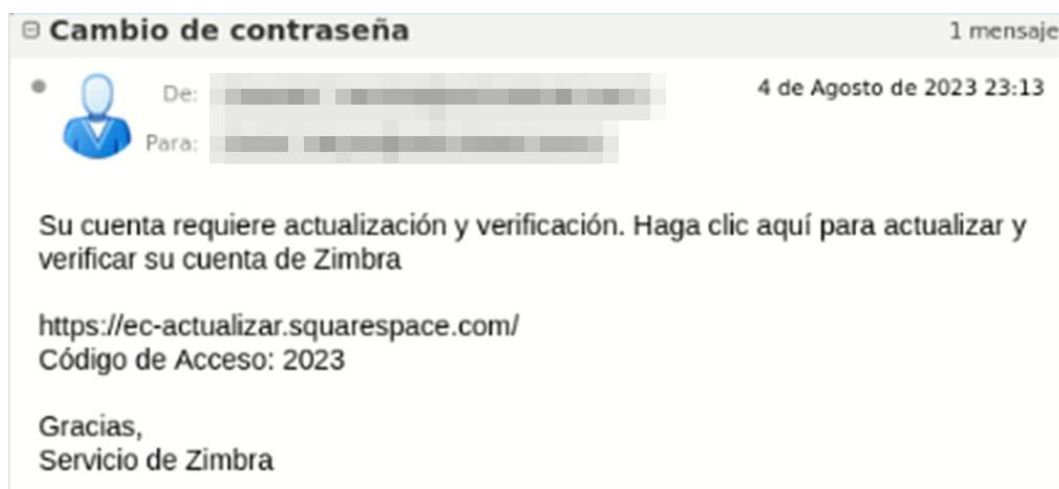 Cambio de contraseña
1 mensaje
De:
4 de Agosto de 2023 23:13
Para:
Su cuenta requiere actualización y verificación. Haga clic aquí para actualizar y
verificar su cuenta de Zimbra
https://ec-actualizar.squarespace.com/
Código de Acceso: 2023
Gracias,
Servicio de Zimbra